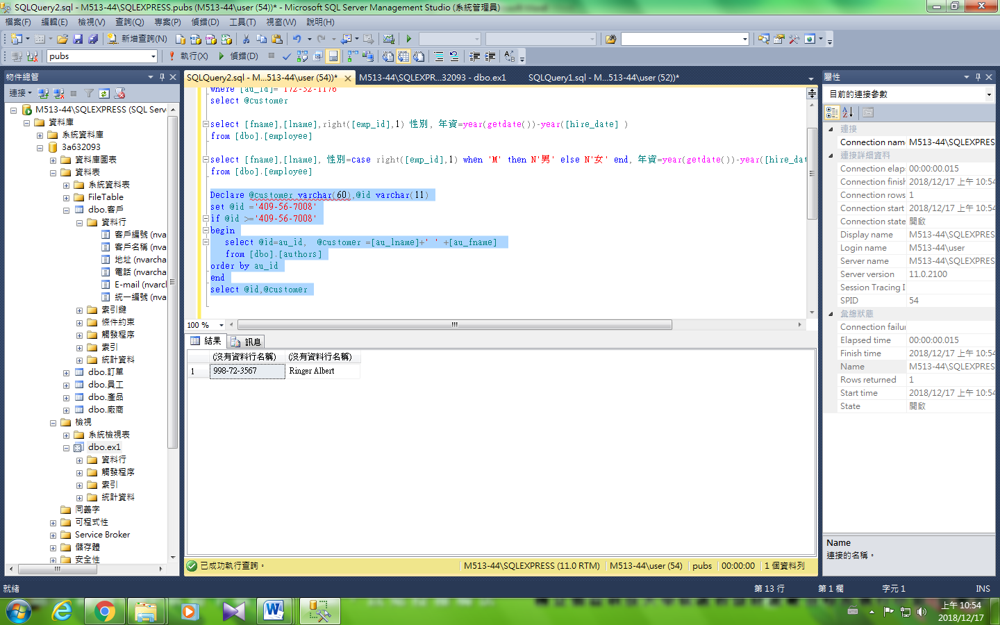 SQLQuery2.sql - M513-44\SQLEXPRESS.pubs (M513-44\user (54))* - Microsoft SQL Server Management Studio (系統管理員)
檔案(F) 編輯(E) 檢視(V) 查詢(Q) 專案(P) 偵錯(D) 工具(T) 視窗(W) 說明(H)
新增查詢(N)
pubs 執行(X) 偵錯(D)
物件總管
連接
M513-44\SQLEXPRESS (SQL Serv
資料庫
系統資料庫
3a632093
資料庫圖表
資料表
系統資料表
FileTable
dbo.客戶
資料行
客戶編號 (nva
客戶名稱 (nva
地址 (nvarcha
電話 (nvarcha
E-mail (nvarcl
統一編號 (nva
索引鍵
條件約束
觸發程序
索引
統計資料
dbo.訂單
dbo.員工
dbo.產品
dbo.廠商
檢視
系統檢視表
dbo.ex1
資料行
觸發程序
索引
統計資料
同義字
可程式性
Service Broker
儲存體
安全性
SQLQuery2.sql - M...513-44\user (54))* M513-44\SQLEXPR...32093 - dbo.ex1 SQLQuery1.sql - M...513-44\user (52))*
where [au_id]='172-32-1176'
select @customer
select [fname],[lname],right([emp_id],1) 性別, 年資=year(getdate())-year([hire_date] )
from [dbo].[employee]
select [fname],[lname], 性別=case right([emp_id],1) when 'M' then N'男' else N'女' end, 年資=year(getdate())-year([hire_dat
from [dbo].[employee]
Declare @customer varchar(60),@id varchar(11)
set @id ='409-56-7008'
if @id >='409-56-7008'
begin
select @id=au_id, @customer =[au_lname]+' ' +[au_fname]
from [dbo].[authors]
order by au_id
end
select @id,@customer
100 %
結果 訊息
(沒有資料行名稱) (沒有資料行名稱)
1 998-72-3567 Ringer Albert
已成功執行查詢。 M513-44\SQLEXPRESS (11.0 RTM) M513-44\user (54) pubs 00:00:00 1 個資料列
屬性
目前的連接參數
連接
Connection name M513-44\SQLEXPRES
連接詳細資料
Connection elap 00:00:00.015
Connection finish 2018/12/17 上午 10:54
Connection rows 1
Connection start 2018/12/17 上午 10:54
Connection state 開啟
Display name M513-44\SQLEXPRES
Login name M513-44\user
Server name M513-44\SQLEXPRES
Server version 11.0.2100
Session Tracing I
SPID 54
彙總狀態
Connection failur
Elapsed time 00:00:00.015
Finish time 2018/12/17 上午 10:54
Name M513-44\SQLEXPRES
Rows returned 1
Start time 2018/12/17 上午 10:54
State 開啟
Name
連接的名稱。
就緒 第 13 行 第 1 欄 字元 1 INS
上午 10:54
2018/12/17